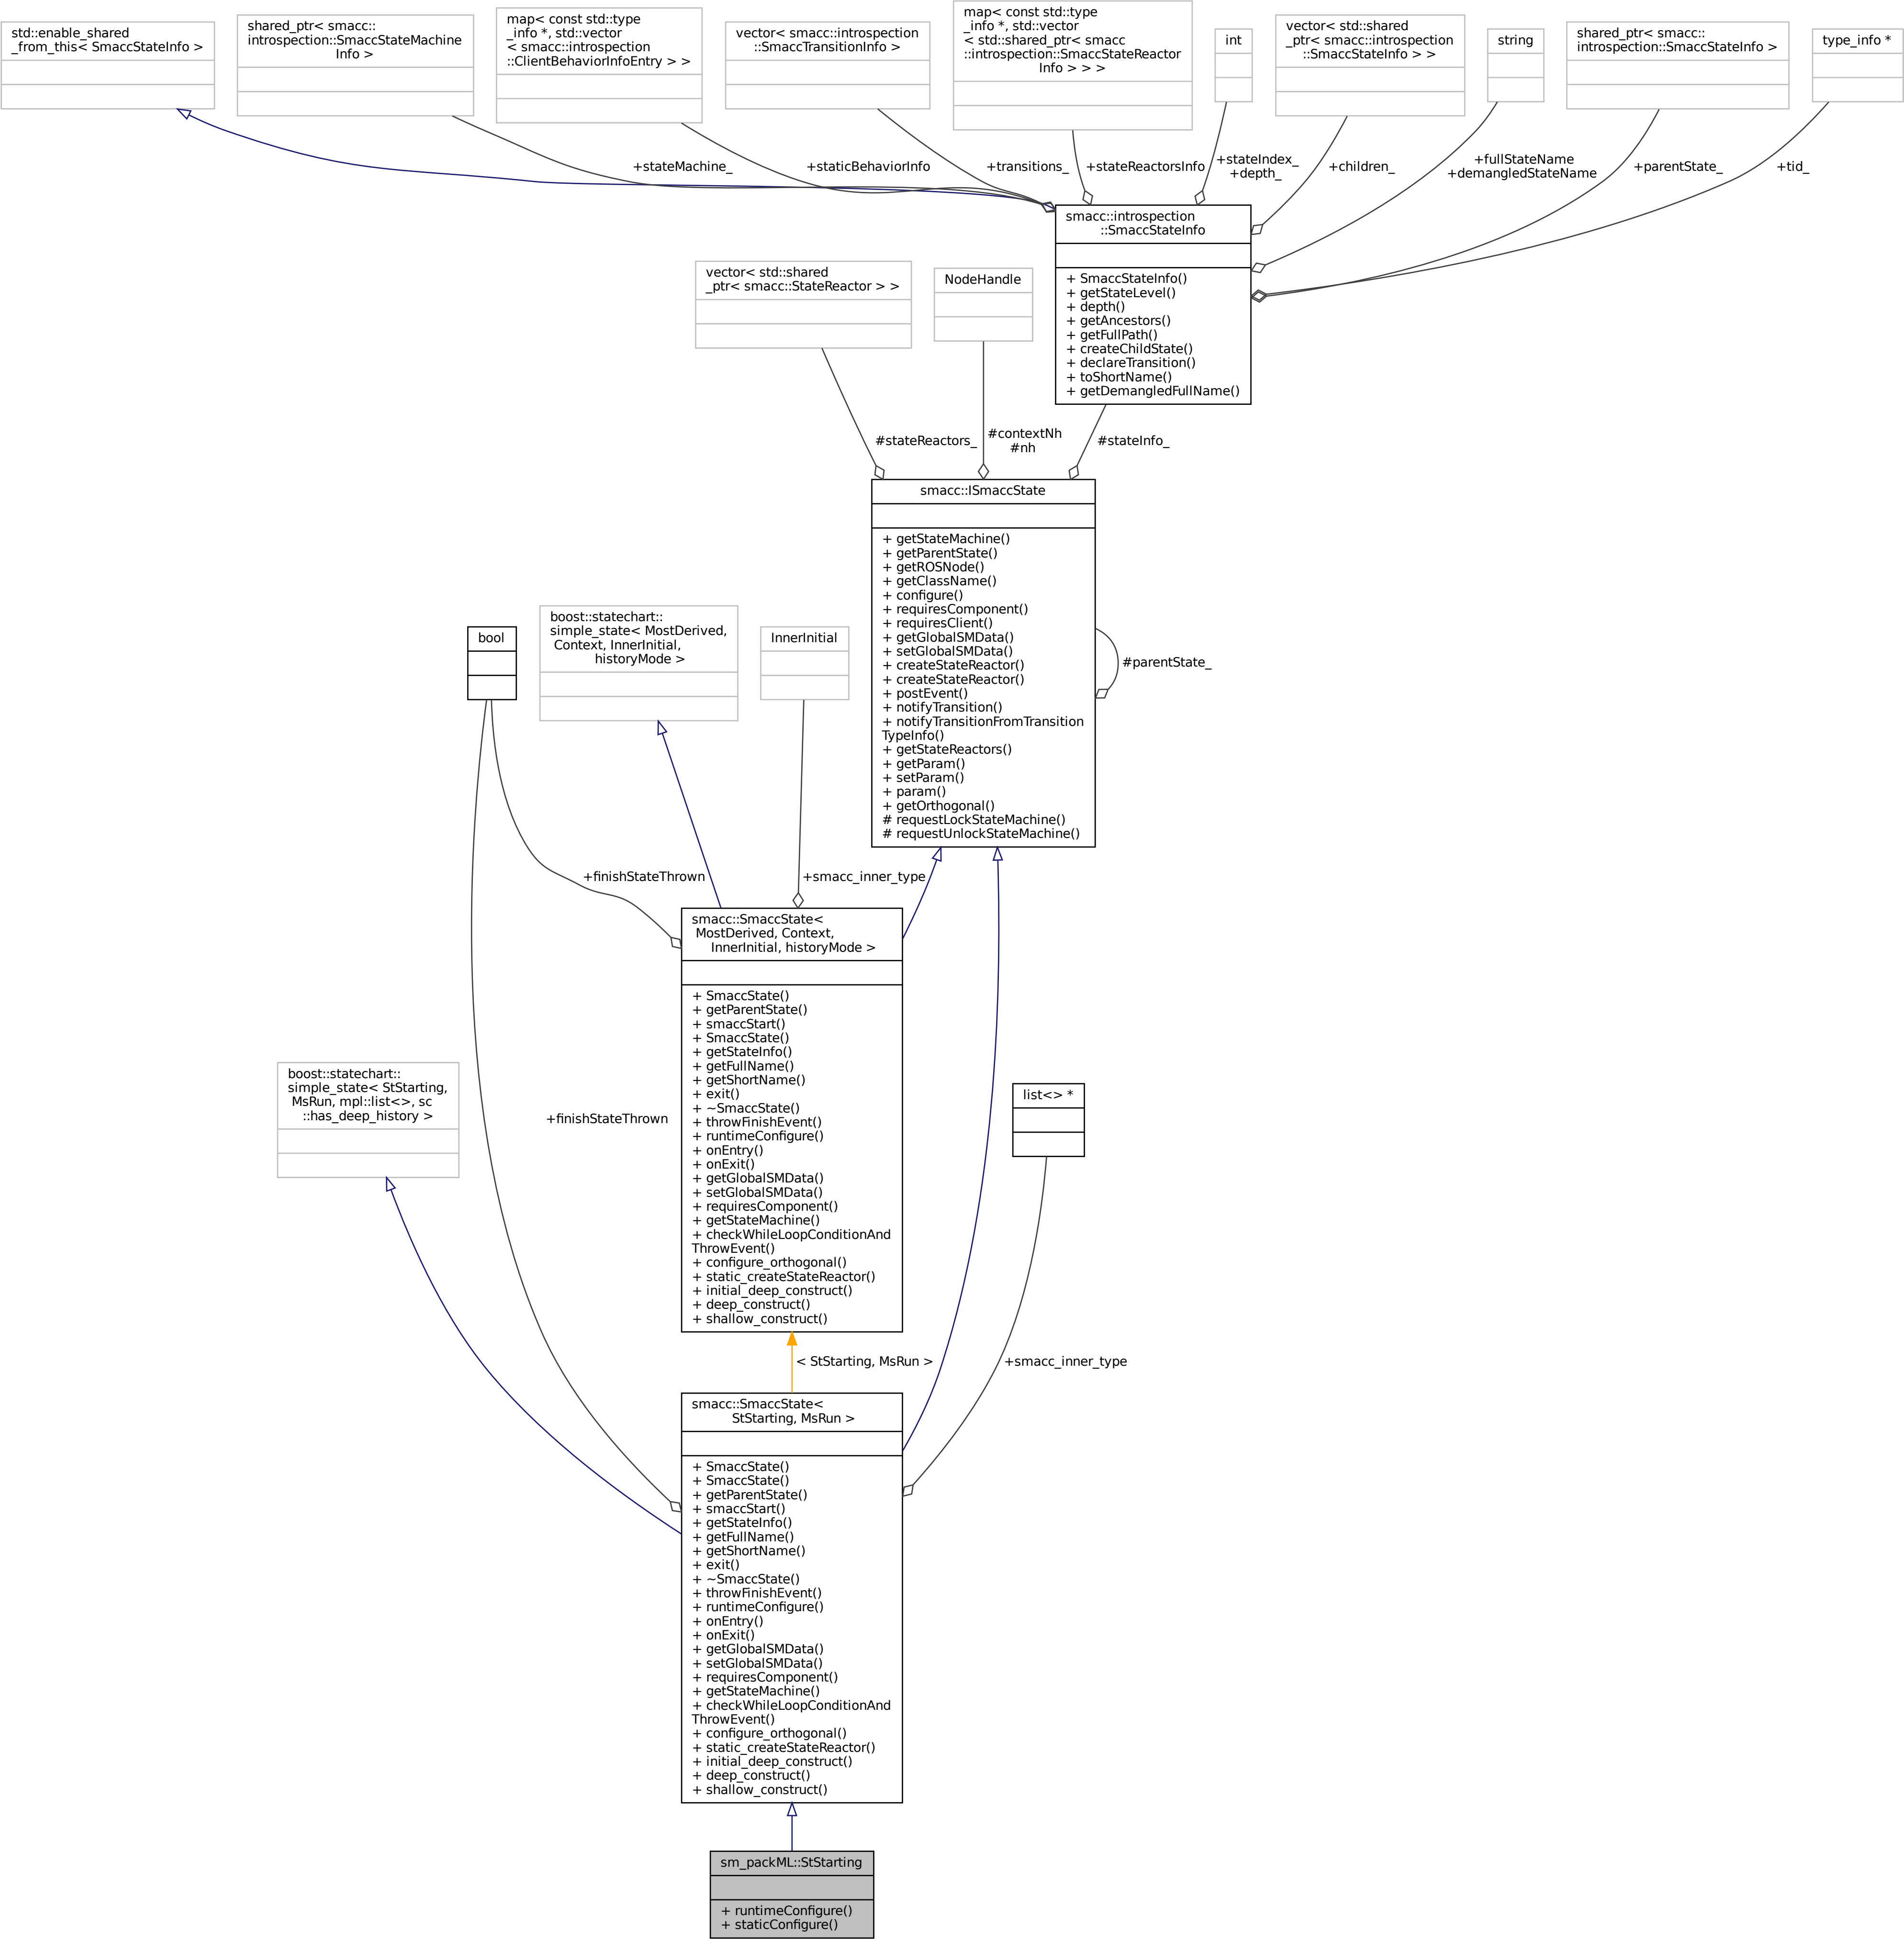 std::enable_shared
_from_this< SmaccStateInfo >
shared_ptr< smacc::
introspection::SmaccStateMachine
Info >
map< const std::type
_info *, std::vector
< smacc::introspection
::ClientBehaviorInfoEntry > >
vector< smacc::introspection
::SmaccTransitionInfo >
map< const std::type
_info *, std::vector
< std::shared_ptr< smacc
::introspection::SmaccStateReactor
Info > > >
int
vector< std::shared
_ptr< smacc::introspection
::SmaccStateInfo > >
string
shared_ptr< smacc::
introspection::SmaccStateInfo >
type_info *
+stateMachine_
+staticBehaviorInfo
+transitions_
+stateReactorsInfo
+stateIndex_
+depth_
+children_
+fullStateName
+demangledStateName
+parentState_
+tid_
smacc::introspection
::SmaccStateInfo
+ SmaccStateInfo()
+ getStateLevel()
+ depth()
+ getAncestors()
+ getFullPath()
+ createChildState()
+ declareTransition()
+ toShortName()
+ getDemangledFullName()
vector< std::shared
_ptr< smacc::StateReactor > >
NodeHandle
#stateReactors_
#contextNh
#nh
#stateInfo_
smacc::ISmaccState
+ getStateMachine()
+ getParentState()
+ getROSNode()
+ getClassName()
+ configure()
+ requiresComponent()
+ requiresClient()
+ getGlobalSMData()
+ setGlobalSMData()
+ createStateReactor()
+ createStateReactor()
+ postEvent()
+ notifyTransition()
+ notifyTransitionFromTransition
TypeInfo()
+ getStateReactors()
+ getParam()
+ setParam()
+ param()
+ getOrthogonal()
# requestLockStateMachine()
# requestUnlockStateMachine()
#parentState_
bool
boost::statechart::
simple_state< MostDerived,
Context, InnerInitial,
historyMode >
InnerInitial
+finishStateThrown
+smacc_inner_type
smacc::SmaccState<
MostDerived, Context,
InnerInitial, historyMode >
+ SmaccState()
+ getParentState()
+ smaccStart()
+ SmaccState()
+ getStateInfo()
+ getFullName()
+ getShortName()
+ exit()
+ ~SmaccState()
+ throwFinishEvent()
+ runtimeConfigure()
+ onEntry()
+ onExit()
+ getGlobalSMData()
+ setGlobalSMData()
+ requiresComponent()
+ getStateMachine()
+ checkWhileLoopConditionAnd
ThrowEvent()
+ configure_orthogonal()
+ static_createStateReactor()
+ initial_deep_construct()
+ deep_construct()
+ shallow_construct()
boost::statechart::
simple_state< StStarting,
MsRun, mpl::list<>, sc
::has_deep_history >
+finishStateThrown
list<> *
< StStarting, MsRun >
+smacc_inner_type
smacc::SmaccState<
StStarting, MsRun >
+ SmaccState()
+ SmaccState()
+ getParentState()
+ smaccStart()
+ getStateInfo()
+ getFullName()
+ getShortName()
+ exit()
+ ~SmaccState()
+ throwFinishEvent()
+ runtimeConfigure()
+ onEntry()
+ onExit()
+ getGlobalSMData()
+ setGlobalSMData()
+ requiresComponent()
+ getStateMachine()
+ checkWhileLoopConditionAnd
ThrowEvent()
+ configure_orthogonal()
+ static_createStateReactor()
+ initial_deep_construct()
+ deep_construct()
+ shallow_construct()
sm_packML::StStarting
+ runtimeConfigure()
+ staticConfigure()